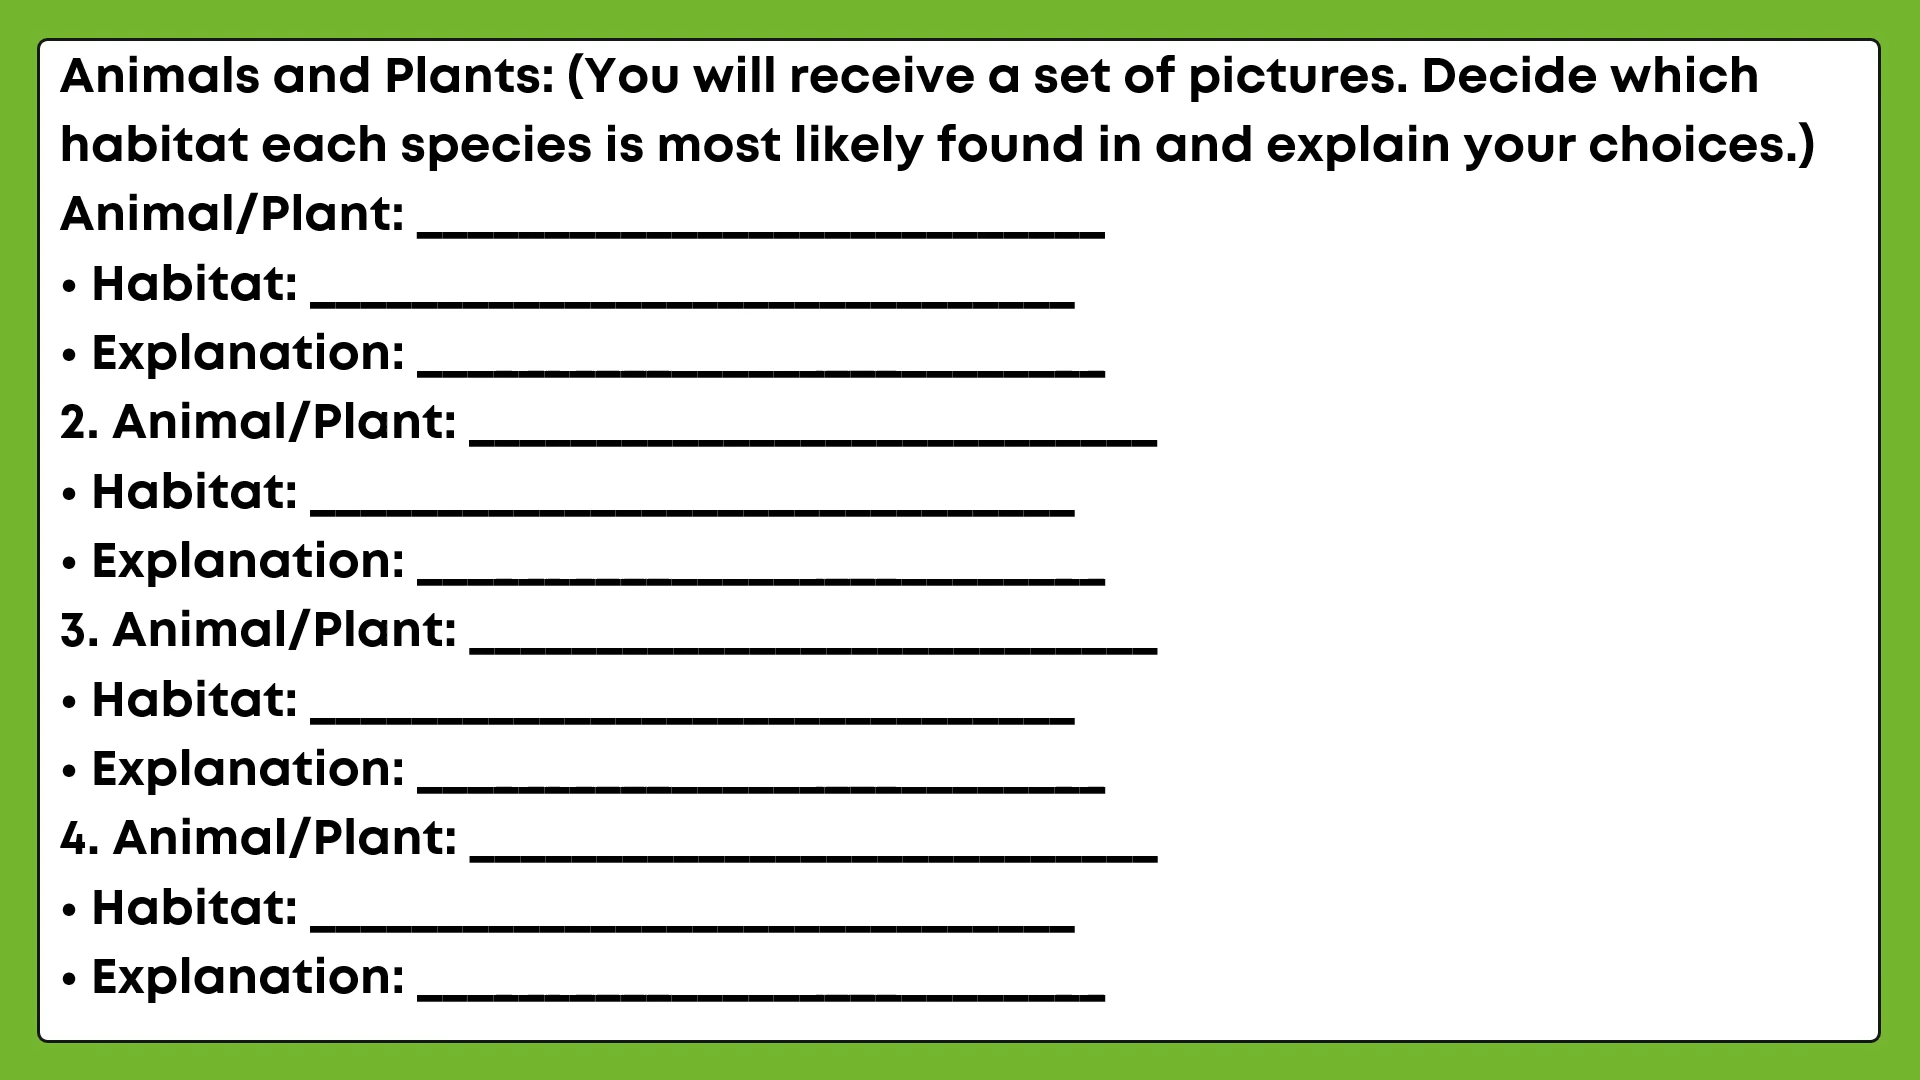 Animals and Plants: (You will receive a set of pictures. Decide which
habitat each species is most likely found in and explain your choices.)
Animal/Plant: ___________________________
• Habitat: ______________________________
• Explanation: ___________________________
2. Animal/Plant: ___________________________
• Habitat: ______________________________
• Explanation: ___________________________
3. Animal/Plant: ___________________________
• Habitat: ______________________________
• Explanation: ___________________________
4. Animal/Plant: ___________________________
• Habitat: ______________________________
• Explanation: ___________________________